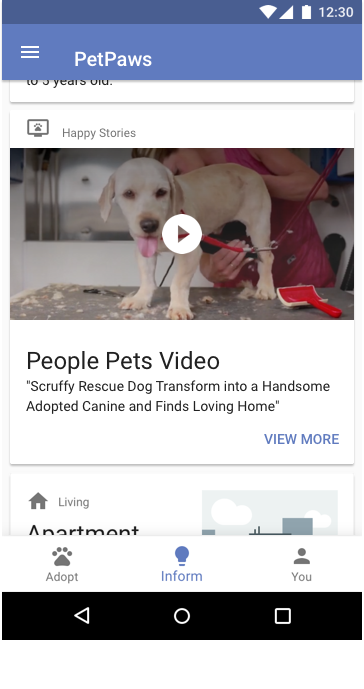 12:30
PetPaws
to 5 years old.
Happy Stories
People Pets Video
"Scruffy Rescue Dog Transform into a Handsome
Adopted Canine and Finds Loving Home"
VIEW MORE
Living
Apartment
Adopt
Inform
You